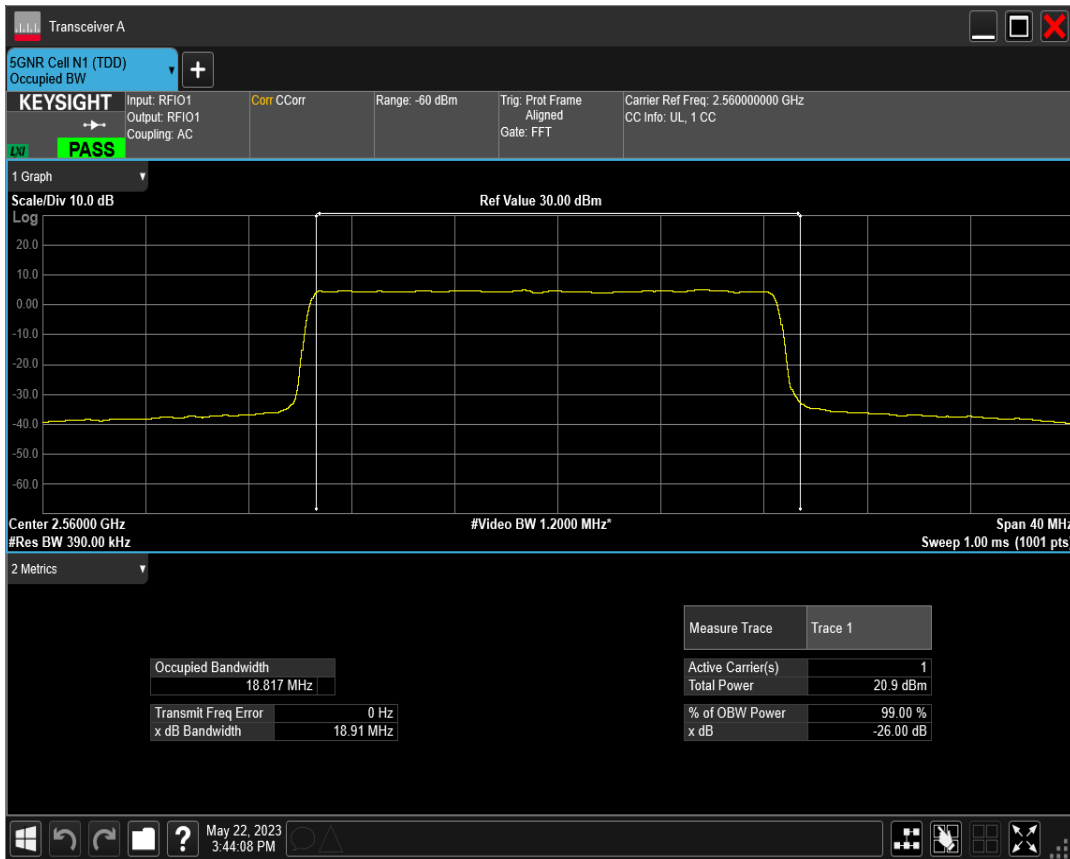 Transceiver A
5GNR Cell N1 (TDD)
Occupied BW
+
KEYSIGHT
LXI
PASS
Input: RFIO1
Output: RFIO1
Coupling: AC
Corr CCorr
Range: -60 dBm
Trig: Prot Frame
Aligned
Gate: FFT
Carrier Ref Freq: 2.560000000 GHz
CC Info: UL, 1 CC
1 Graph
Scale/Div 10.0 dB
Ref Value 30.00 dBm
Log
20.0
10.0
0.00
-10.0
-20.0
-30.0
-40.0
-50.0
-60.0
Center 2.56000 GHz
#Video BW 1.2000 MHz*
Span 40 MHz
#Res BW 390.00 kHz
Sweep 1.00 ms (1001 pts)
2 Metrics
Measure Trace Trace 1
Occupied Bandwidth
18.817 MHz
Active Carrier(s) 1
Total Power 20.9 dBm
Transmit Freq Error 0 Hz
x dB Bandwidth 18.91 MHz
% of OBW Power 99.00 %
x dB -26.00 dB
?
May 22, 2023
3:44:08 PM